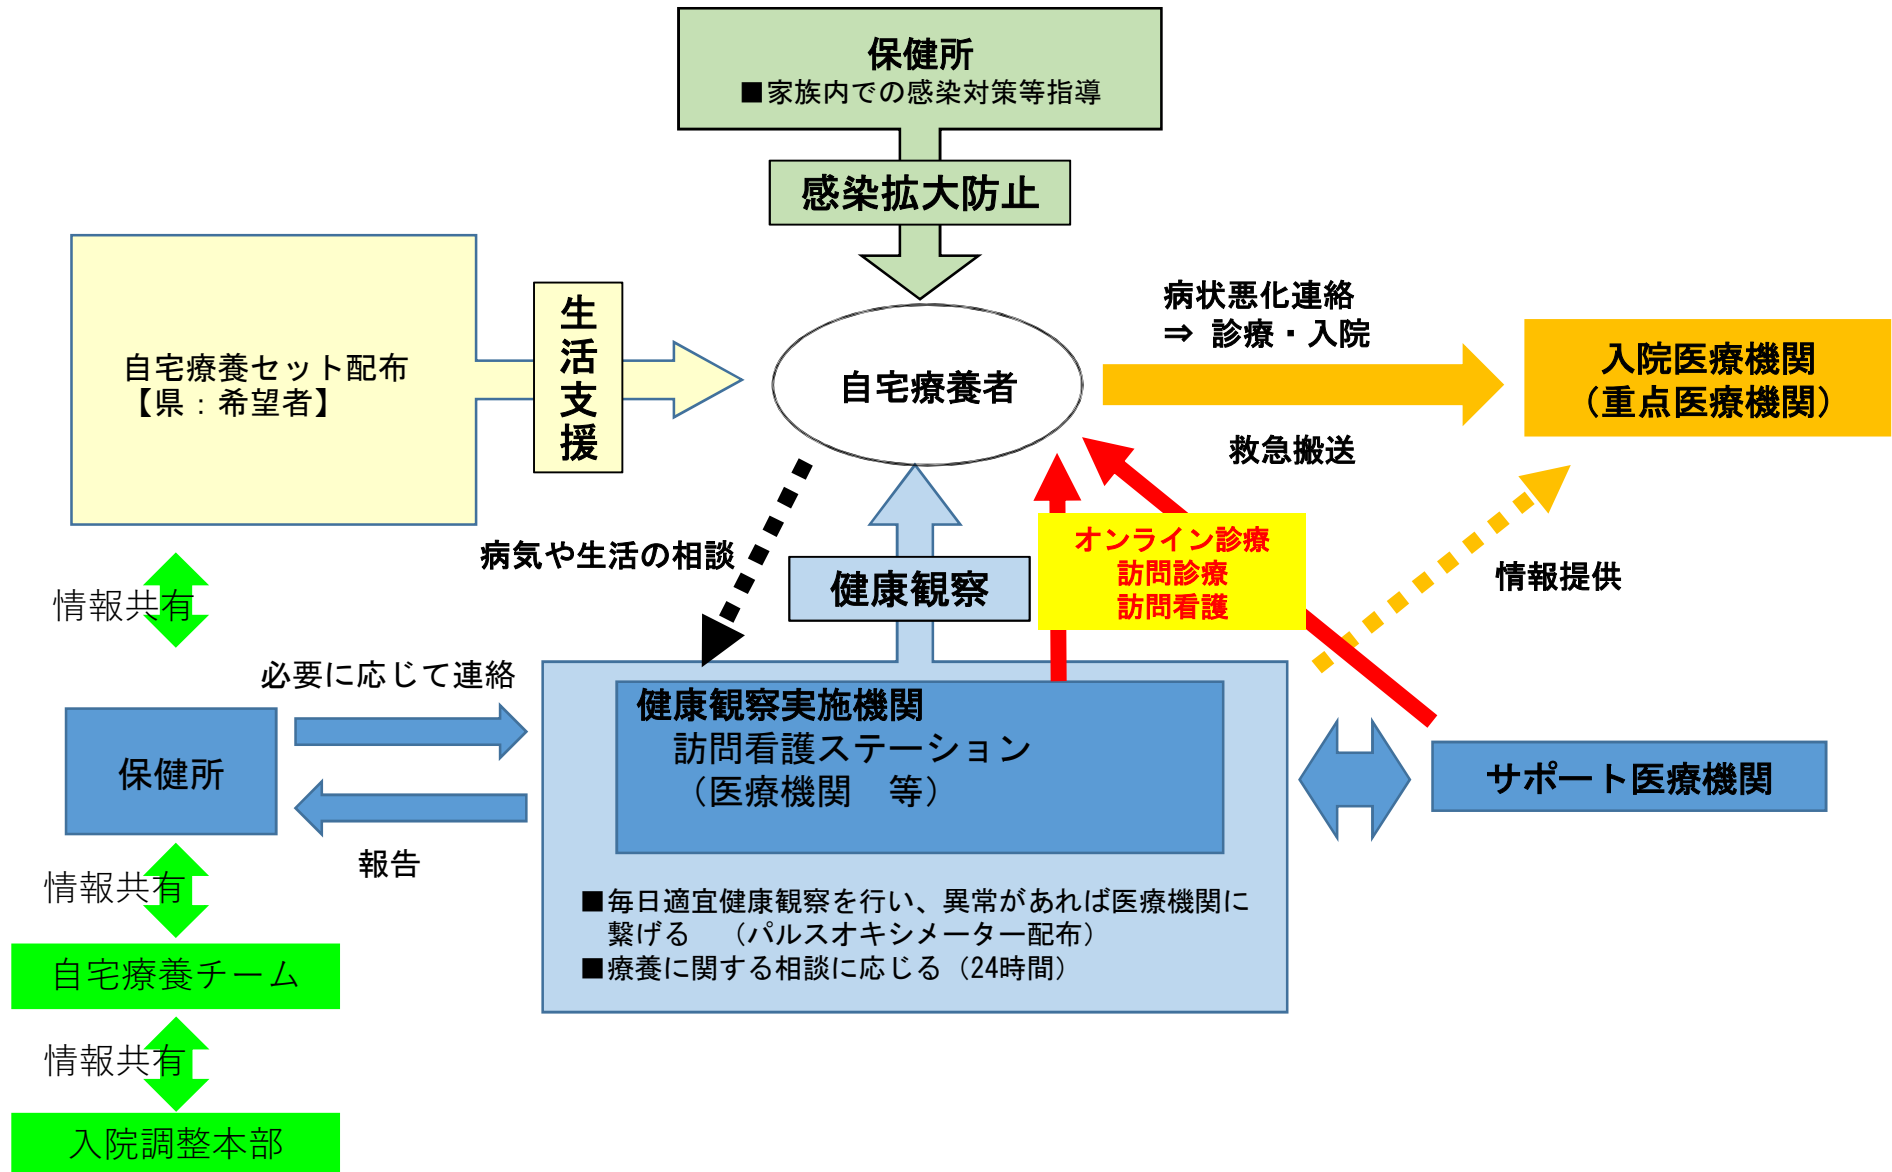 保健所
■家族内での感染対策等指導
感染拡大防止
自宅療養セット配布
【県：希望者】
生活支援
自宅療養者
病状悪化連絡
⇒ 診療・入院
救急搬送
入院医療機関
（重点医療機関）
病気や生活の相談
健康観察
オンライン診療
訪問診療
訪問看護
情報提供
情報共有
必要に応じて連絡
保健所
報告
健康観察実施機関
訪問看護ステーション
（医療機関　等）
■毎日適宜健康観察を行い、異常があれば医療機関に
繋げる　（パルスオキシメーター配布）
■療養に関する相談に応じる（24時間）
サポート医療機関
情報共有
自宅療養チーム
情報共有
入院調整本部